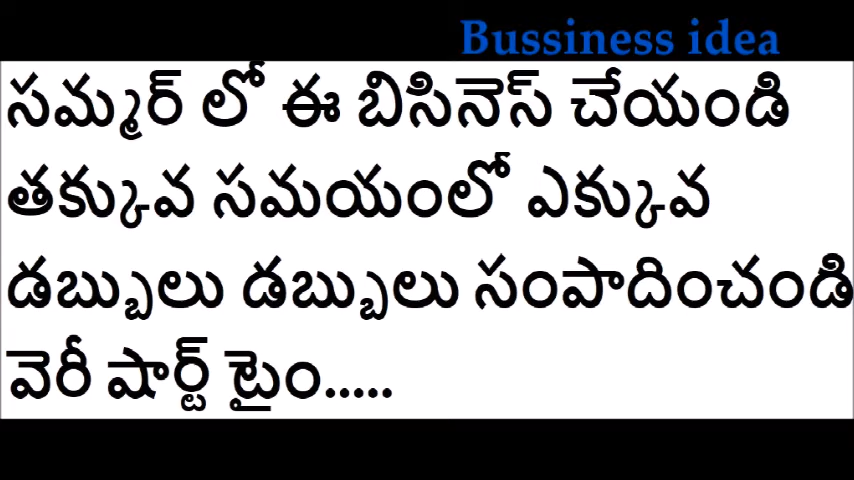 Bussiness idea
సమ్మర్ లో ఈ బిసినెస్ చేయండి
తక్కువ సమయంలో ఎక్కువ
డబ్బులు డబ్బులు సంపాదించండి
వెరీ షార్ట్ టైం.....